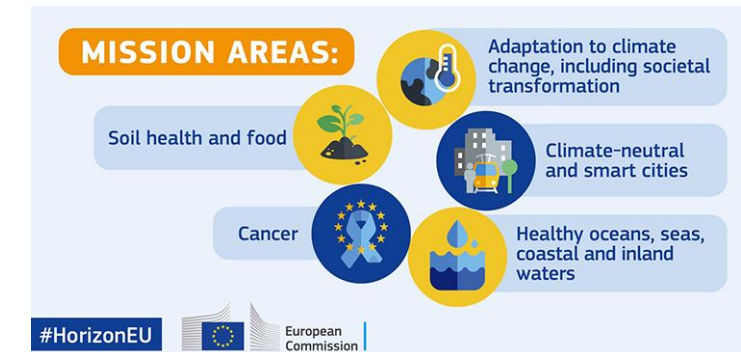 MISSION AREAS:
Adaptation to climate
change, including societal
transformation
Soil health and food
Climate-neutral
and smart cities
Cancer
Healthy oceans, seas,
coastal and inland
waters
#HorizonEU
European
Commission